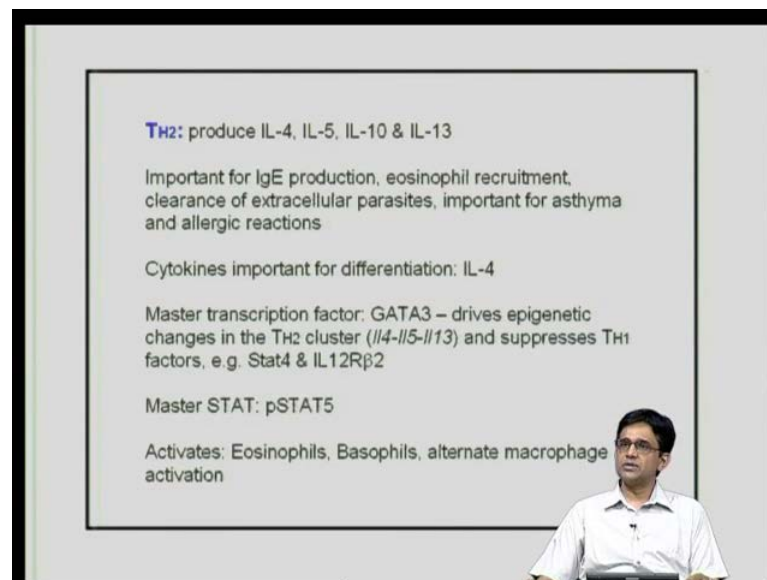 TH2: produce IL-4, IL-5, IL-10 & IL-13
Important for IgE production, eosinophil recruitment,
clearance of extracellular parasites, important for asthyma
and allergic reactions
Cytokines important for differentiation: IL-4
Master transcription factor: GATA3 – drives epigenetic
changes in the TH2 cluster (Il4-Il5-Il13) and suppresses TH1
factors, e.g. Stat4 & IL12Rβ2
Master STAT: pSTAT5
Activates: Eosinophils, Basophils, alternate macrophage
activation